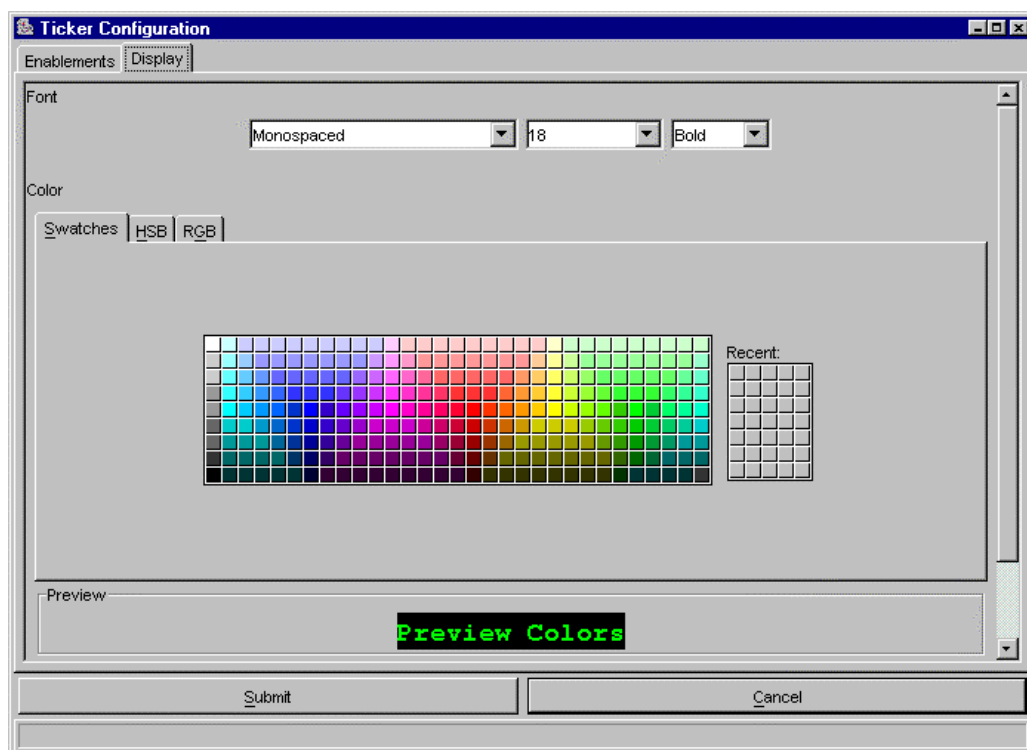 Ticker Configuration
Enablements Display
Font
Monospaced 18 Bold
Color
Swatches HSB RGB
Recent:
Preview
Preview Colors
Submit Cancel